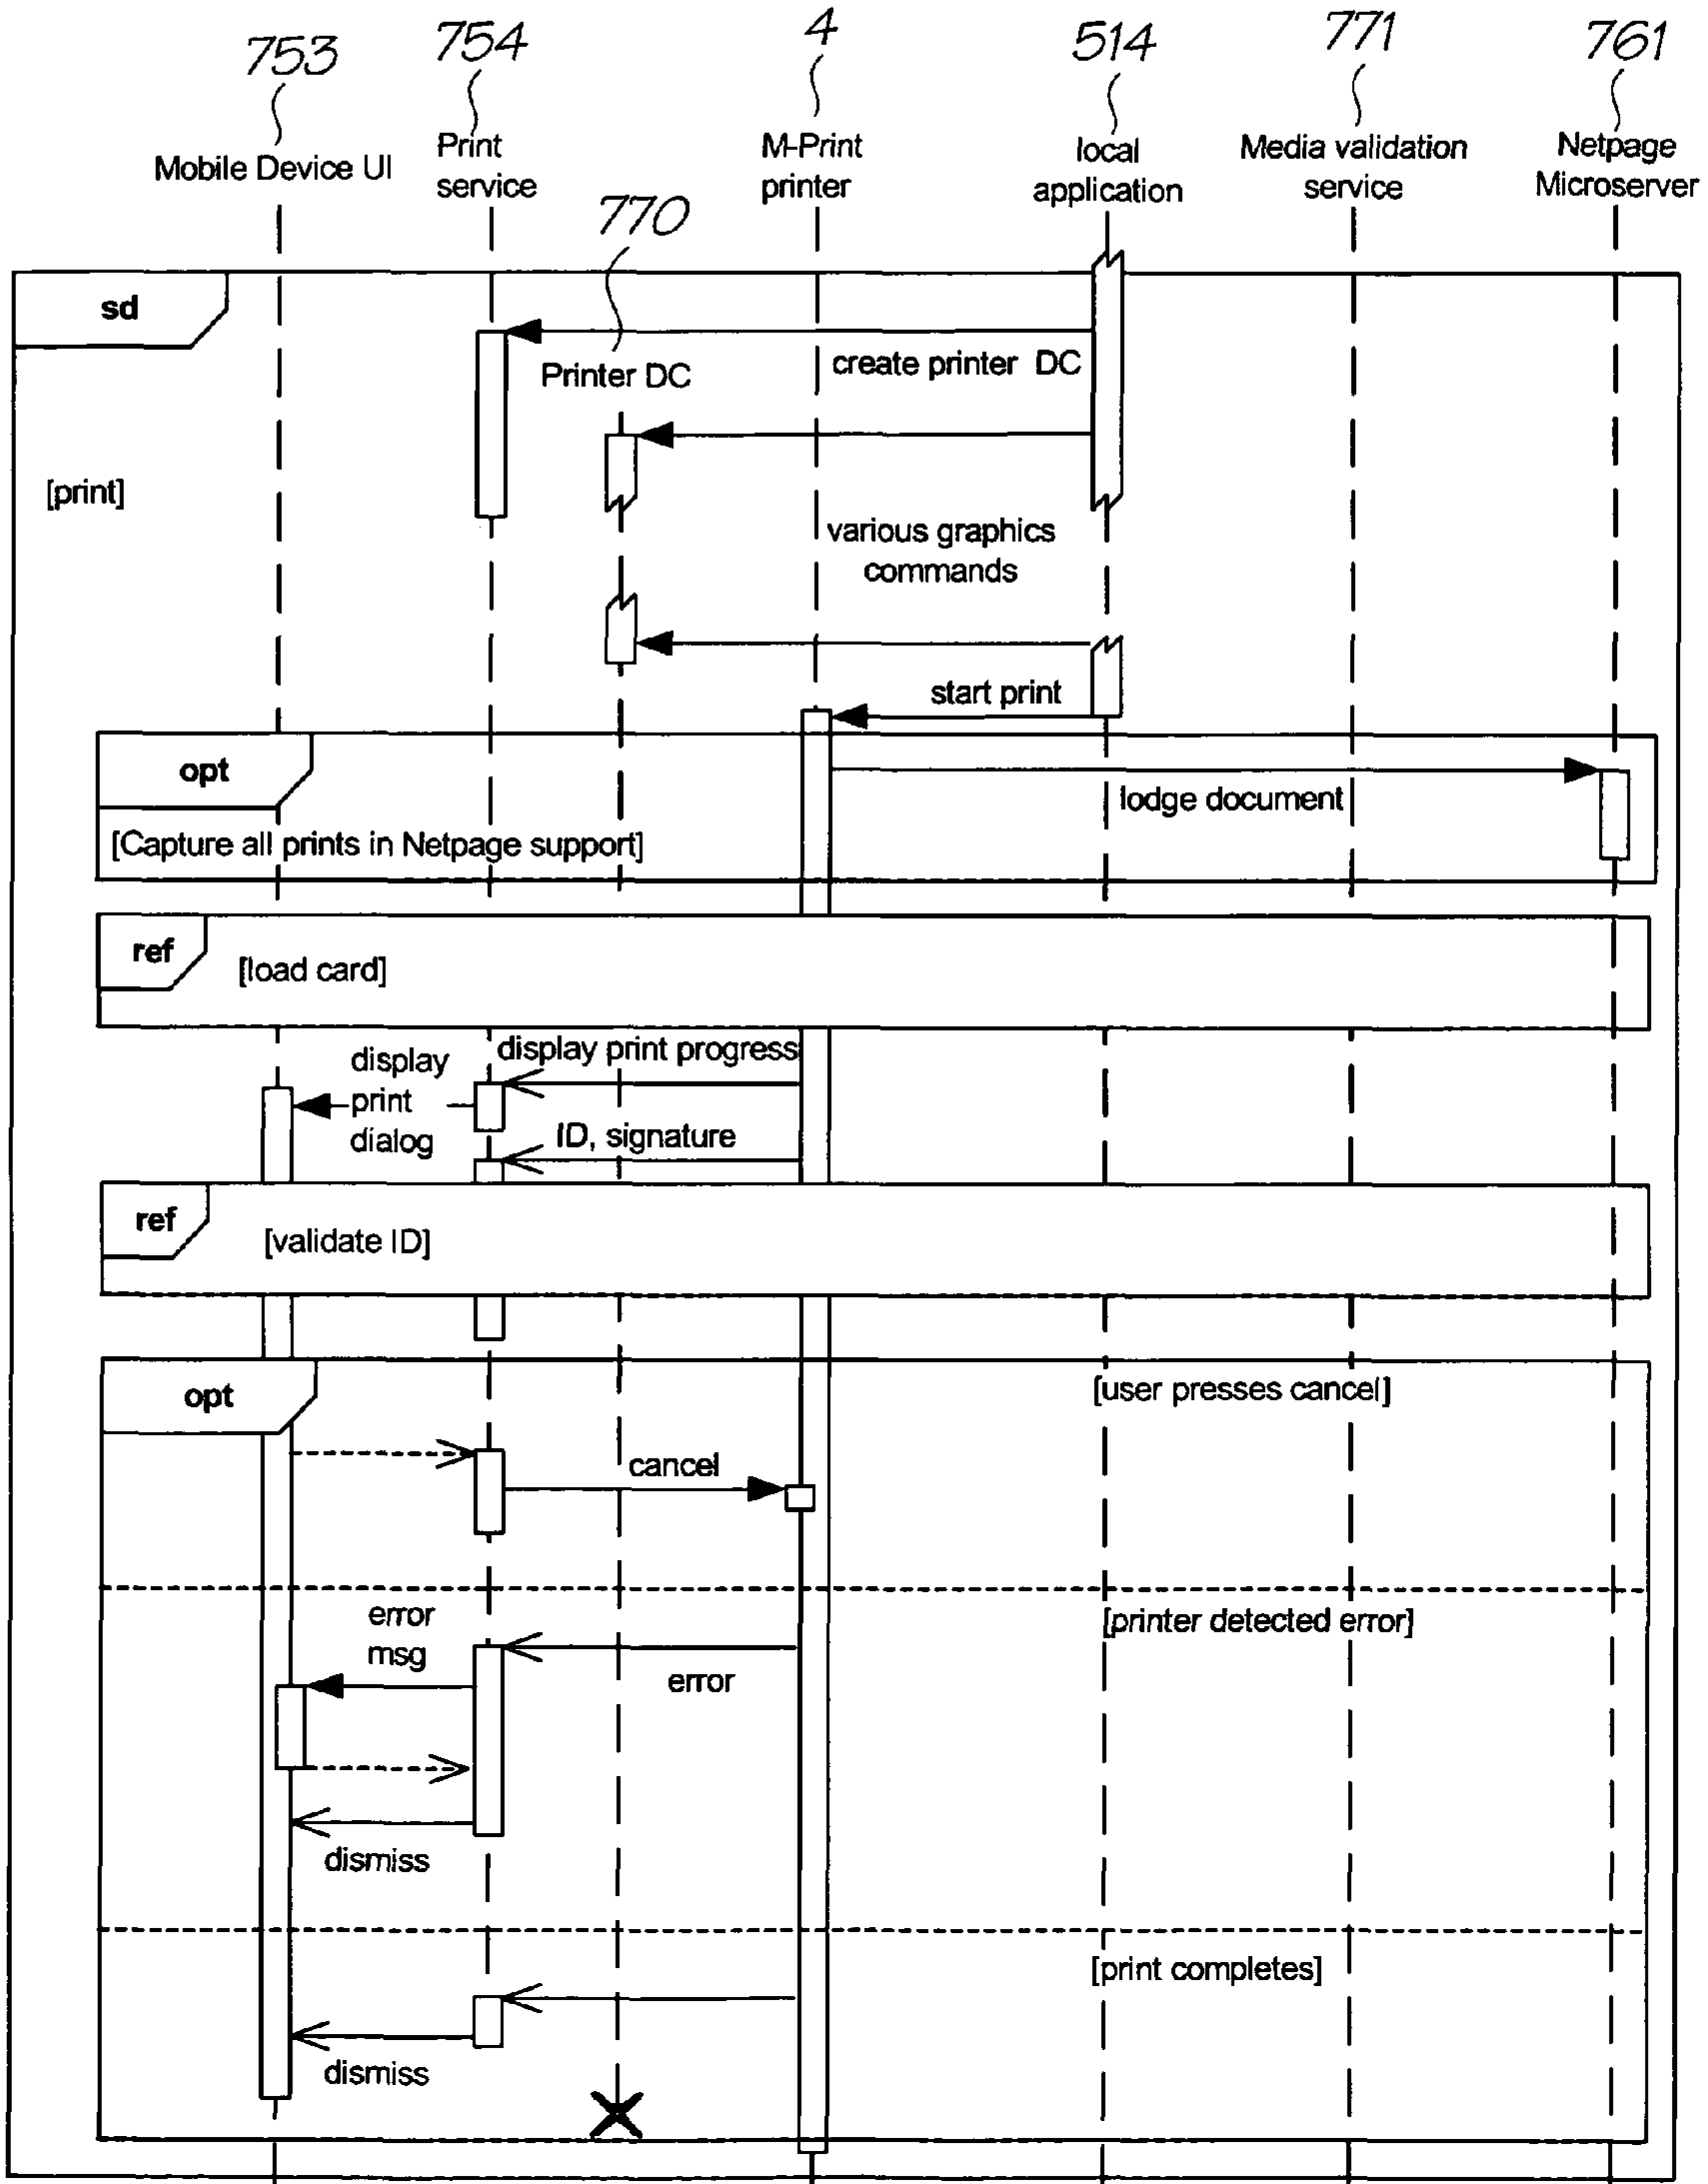 753
754
4
514
771
761
Mobile Device UI
Print
service
M-Print
printer
local
application
Media validation
service
Netpage
Microserver
770
sd
Printer DC
create printer DC
[print]
various graphics
commands
start print
opt
lodge document
[Capture all prints in Netpage support]
ref
[load card]
display print progress
display
print
dialog
ID, signature
ref
[validate ID]
opt
[user presses cancel]
cancel
[printer detected error]
error
msg
error
dismiss
[print completes]
dismiss